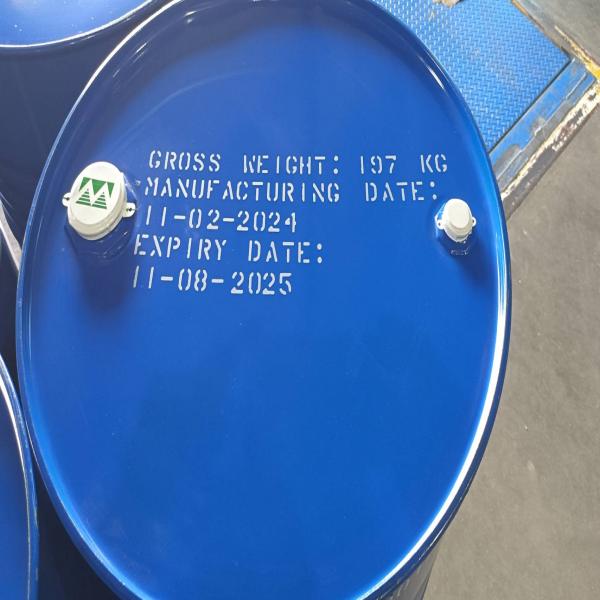 GROSS WEIGHT: 197 KG
MANUFACTURING DATE:
11-02-2024
EXPIRY DATE:
11-08-2025